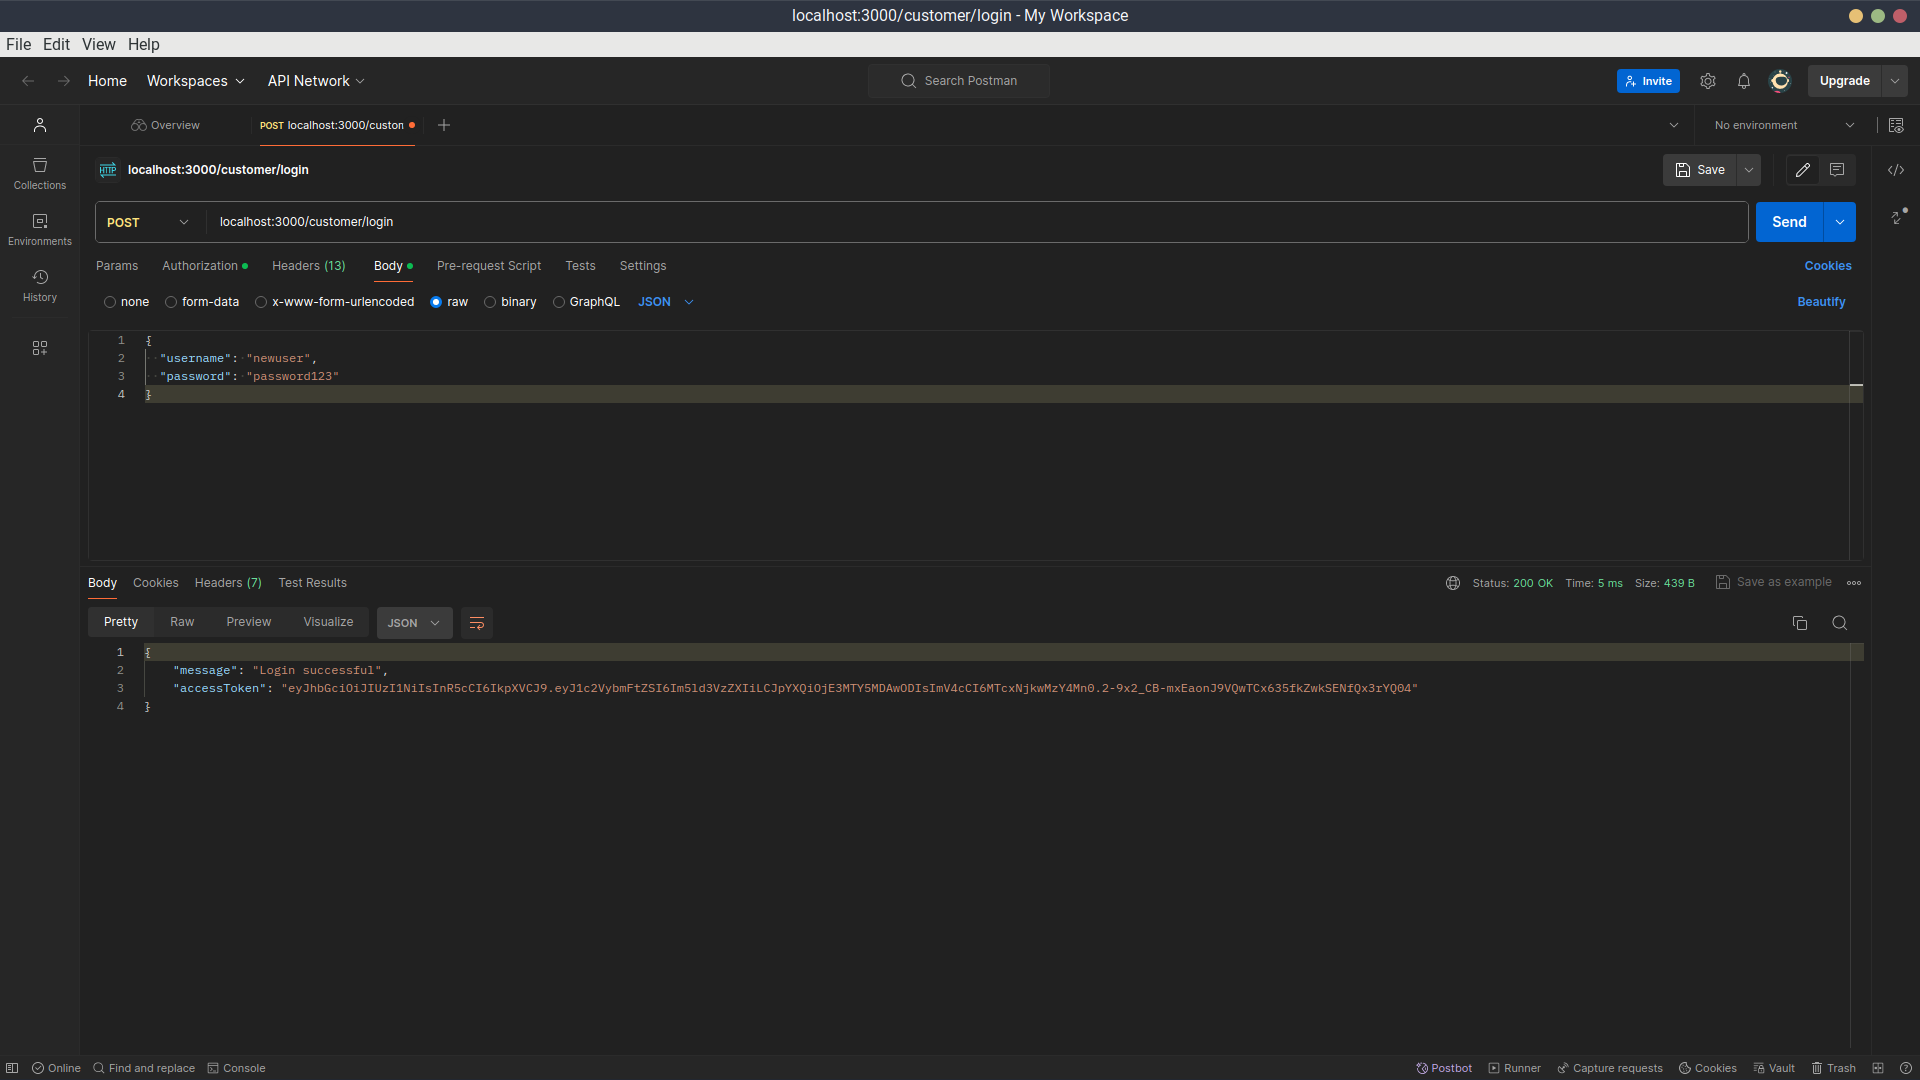 localhost:3000/customer/login - My Workspace
File Edit View Help
Home Workspaces API Network Search Postman Invite Upgrade
Overview POST localhost:3000/custon No environment
HTTP localhost:3000/customer/login Save
POST localhost:3000/customer/login Send
Params Authorization Headers (13) Body Pre-request Script Tests Settings Cookies
none form-data x-www-form-urlencoded raw binary GraphQL JSON Beautify
Collections
Environments
History
1 {
2 "username": "newuser",
3 "password": "password123"
4 }
Body Cookies Headers (7) Test Results Status: 200 OK Time: 5 ms Size: 439 B Save as example
Pretty Raw Preview Visualize JSON
1 {
2 "message": "Login successful",
3 "accessToken": "eyJhbGciOiJIUzI1NiIsInR5cCI6IkpXVCJ9.eyJ1c2VybmFtZSI6Im5ld3VzZXIiLCJpYXQiOjE3MTY5MDAwODIsImV4cCI6MTcxNjkwMzY4Mn0.2-9x2_CB-mxEaonJ9VQwTCx635fkZwkSENfQx3rYQ04"
4 }
Online Find and replace Console Postbot Runner Capture requests Cookies Vault Trash